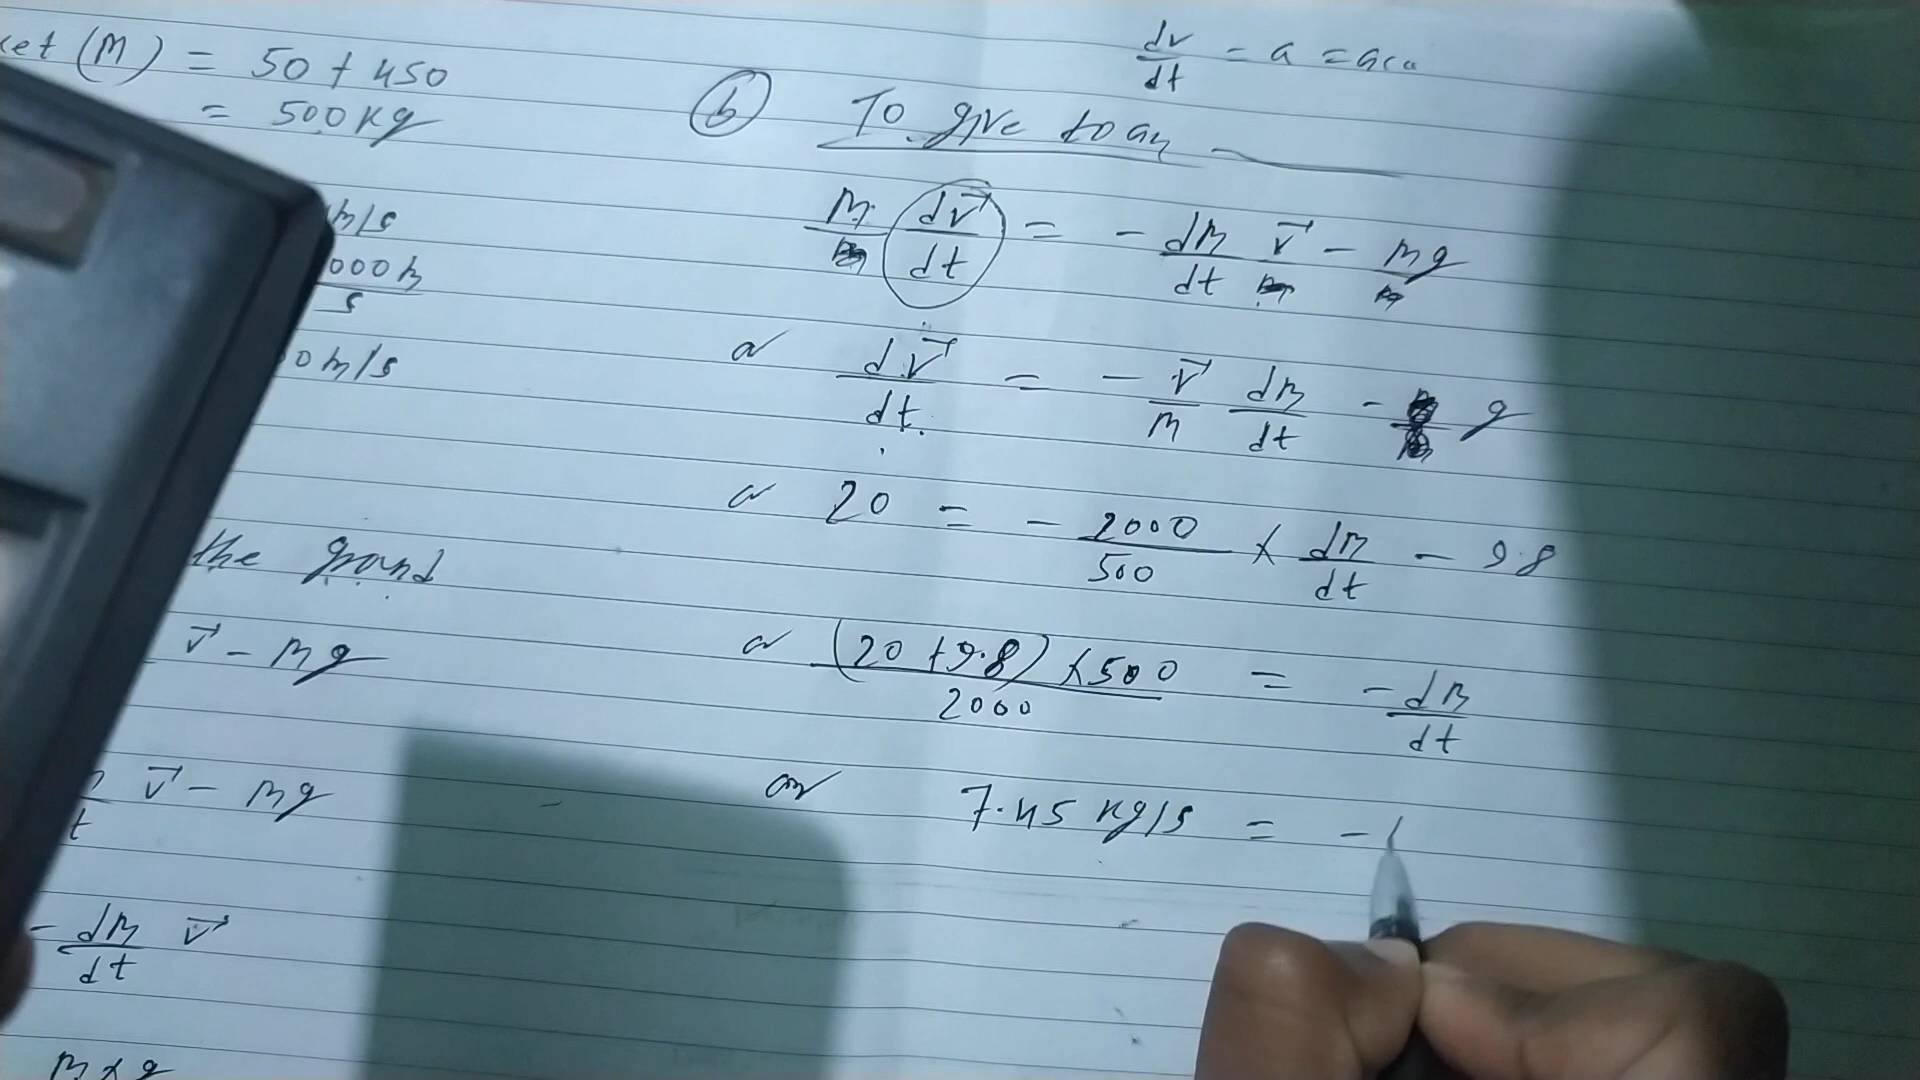 (M) = 50 + 450
= 500 kg
m/s
000 m
s
0 m/s
the ground
v⃗ - mg
v⃗ - mg
t
- dm/dt v⃗
m × g
dv/dt = a = acc
(b) To give to an
M/m dv⃗/dt = - dm/dt v⃗/m - mg/m
or dv⃗/dt = - v⃗/m dm/dt - g
or 20 = - 2000/500 × dm/dt - 9.8
or (20 + 9.8) × 500/2000 = - dm/dt
or 7.45 kg/s = -